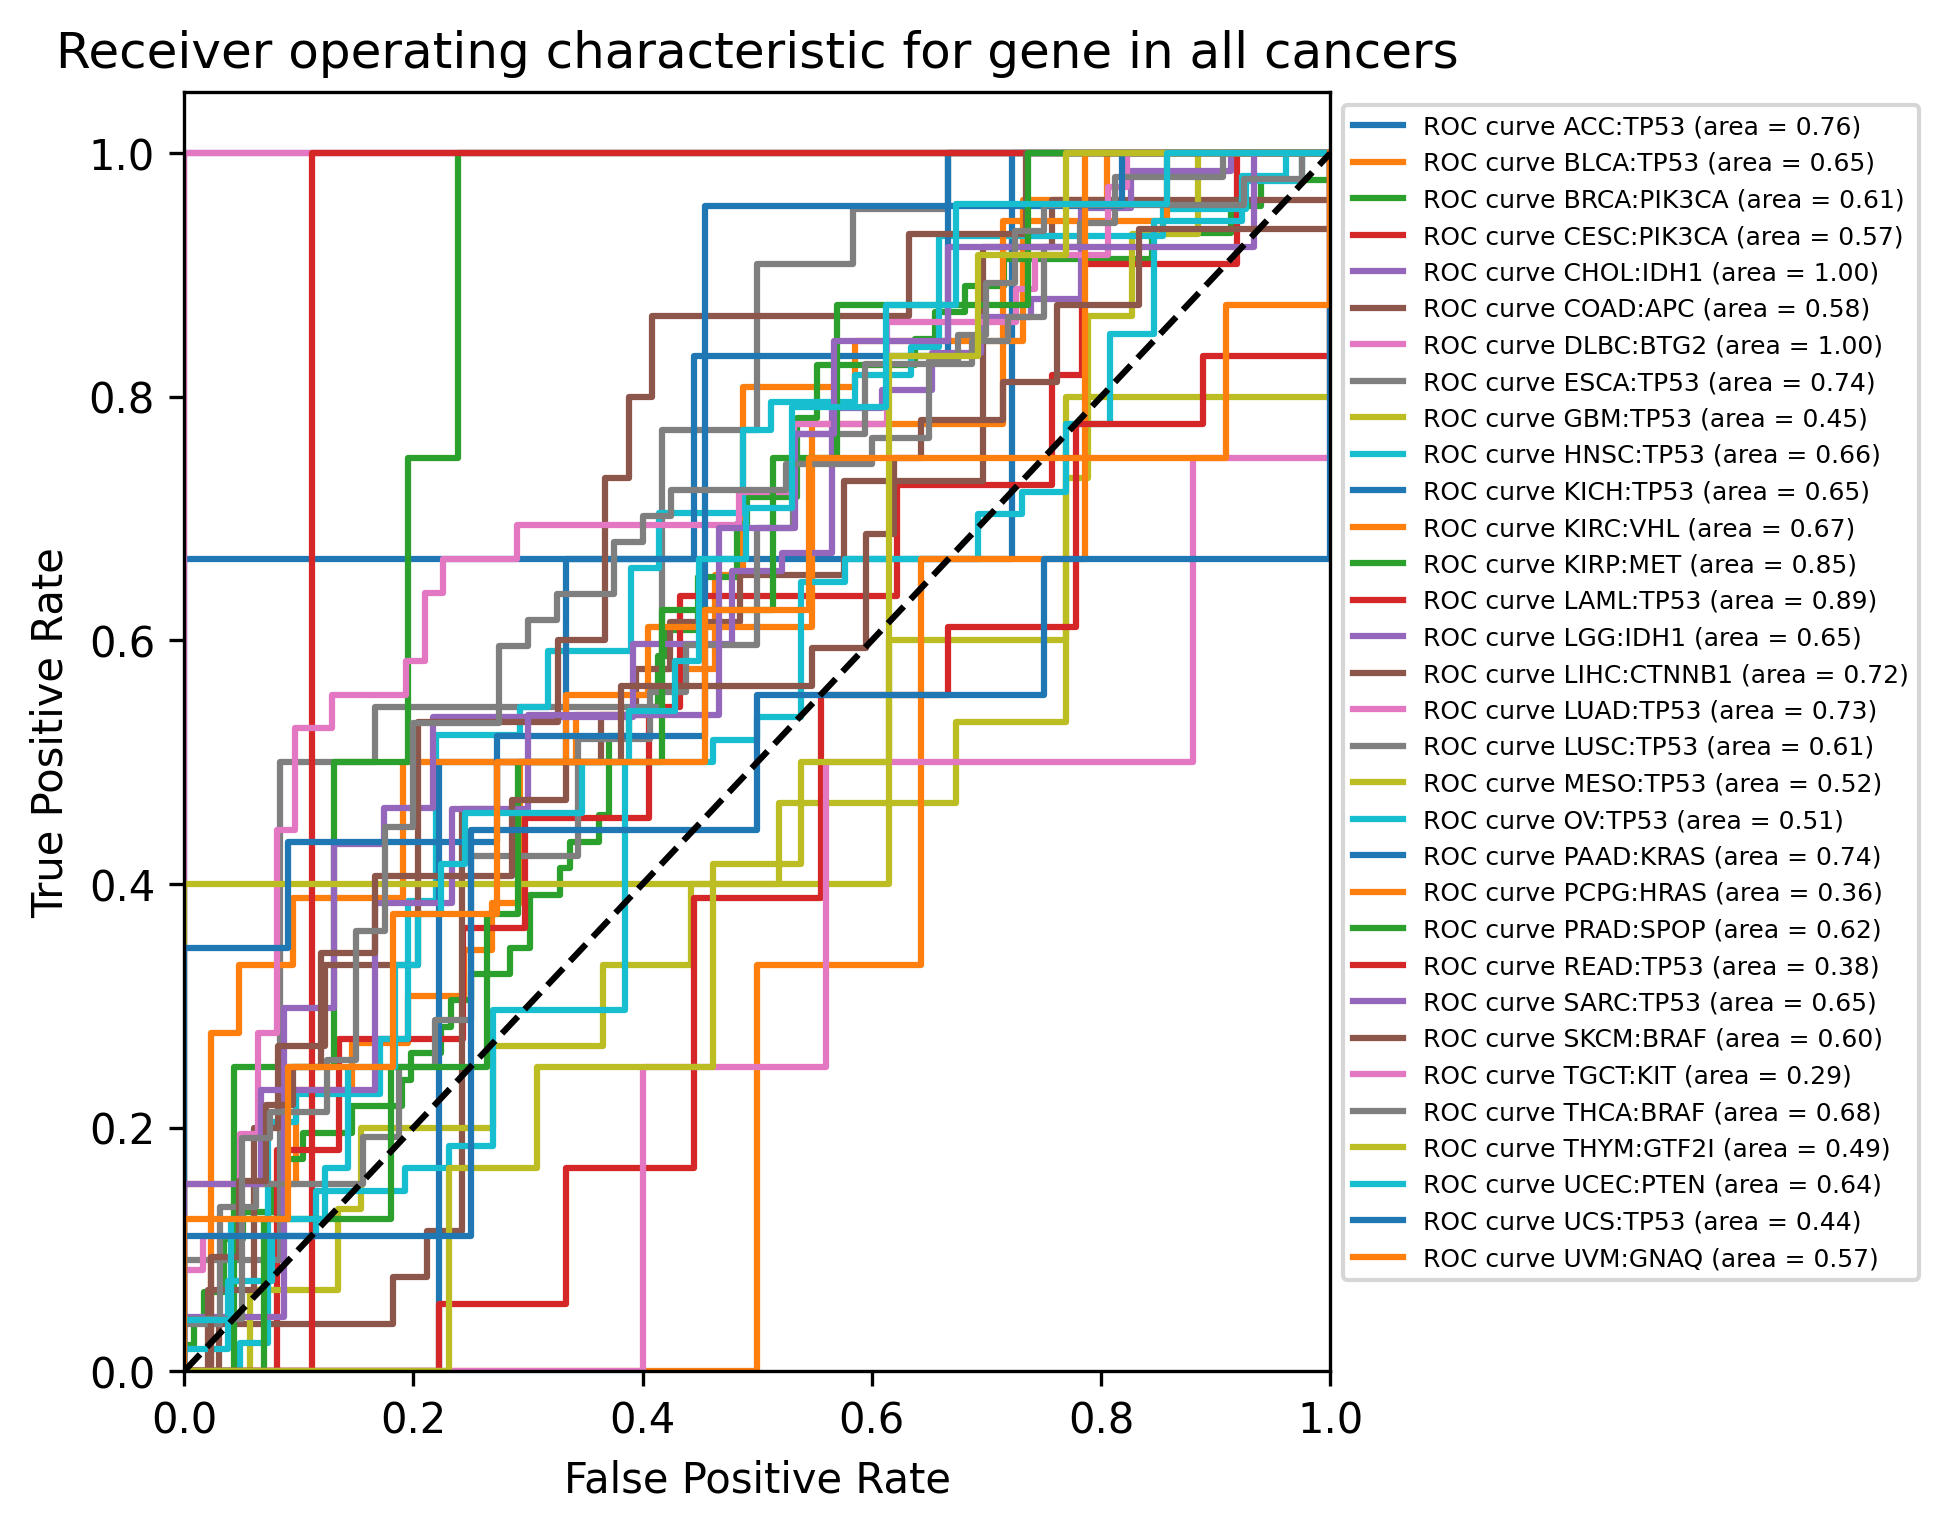 Receiver operating characteristic for gene in all cancers
1.0
0.8
0.6
0.4
0.2
0.0
True Positive Rate
0.0 0.2 0.4 0.6 0.8 1.0
False Positive Rate
ROC curve ACC:TP53 (area = 0.76)
ROC curve BLCA:TP53 (area = 0.65)
ROC curve BRCA:PIK3CA (area = 0.61)
ROC curve CESC:PIK3CA (area = 0.57)
ROC curve CHOL:IDH1 (area = 1.00)
ROC curve COAD:APC (area = 0.58)
ROC curve DLBC:BTG2 (area = 1.00)
ROC curve ESCA:TP53 (area = 0.74)
ROC curve GBM:TP53 (area = 0.45)
ROC curve HNSC:TP53 (area = 0.66)
ROC curve KICH:TP53 (area = 0.65)
ROC curve KIRC:VHL (area = 0.67)
ROC curve KIRP:MET (area = 0.85)
ROC curve LAML:TP53 (area = 0.89)
ROC curve LGG:IDH1 (area = 0.65)
ROC curve LIHC:CTNNB1 (area = 0.72)
ROC curve LUAD:TP53 (area = 0.73)
ROC curve LUSC:TP53 (area = 0.61)
ROC curve MESO:TP53 (area = 0.52)
ROC curve OV:TP53 (area = 0.51)
ROC curve PAAD:KRAS (area = 0.74)
ROC curve PCPG:HRAS (area = 0.36)
ROC curve PRAD:SPOP (area = 0.62)
ROC curve READ:TP53 (area = 0.38)
ROC curve SARC:TP53 (area = 0.65)
ROC curve SKCM:BRAF (area = 0.60)
ROC curve TGCT:KIT (area = 0.29)
ROC curve THCA:BRAF (area = 0.68)
ROC curve THYM:GTF2I (area = 0.49)
ROC curve UCEC:PTEN (area = 0.64)
ROC curve UCS:TP53 (area = 0.44)
ROC curve UVM:GNAQ (area = 0.57)